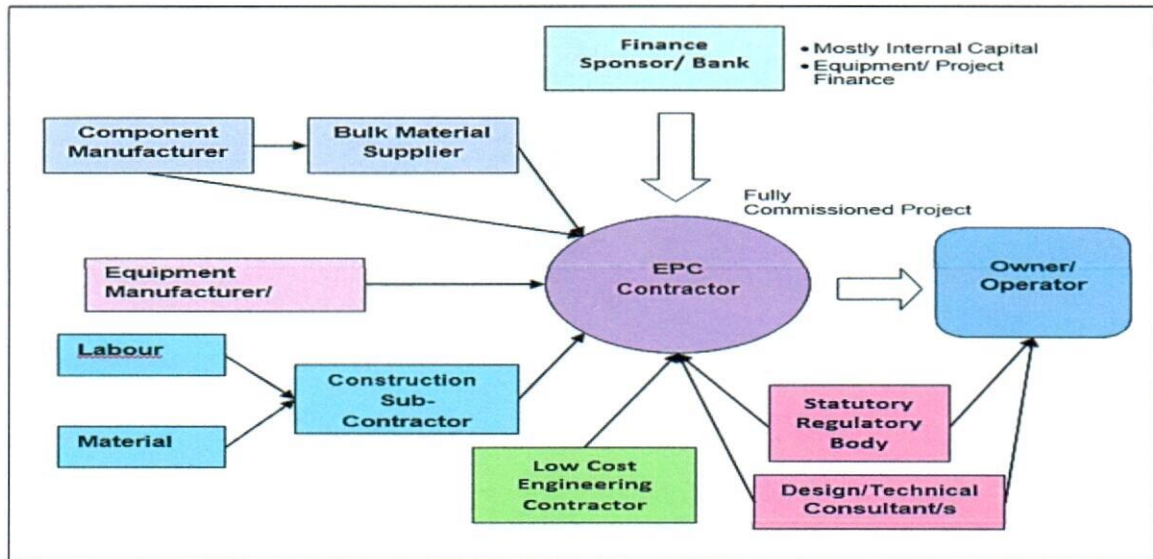 Finance
Sponsor/ Bank
• Mostly Internal Capital
• Equipment/ Project
Finance
Component
Manufacturer
Bulk Material
Supplier
Fully
Commissioned Project
Equipment
Manufacturer/
EPC
Contractor
Owner/
Operator
Labour
Material
Construction
Sub-
Contractor
Low Cost
Engineering
Contractor
Statutory
Regulatory
Body
Design/Technical
Consultant/s